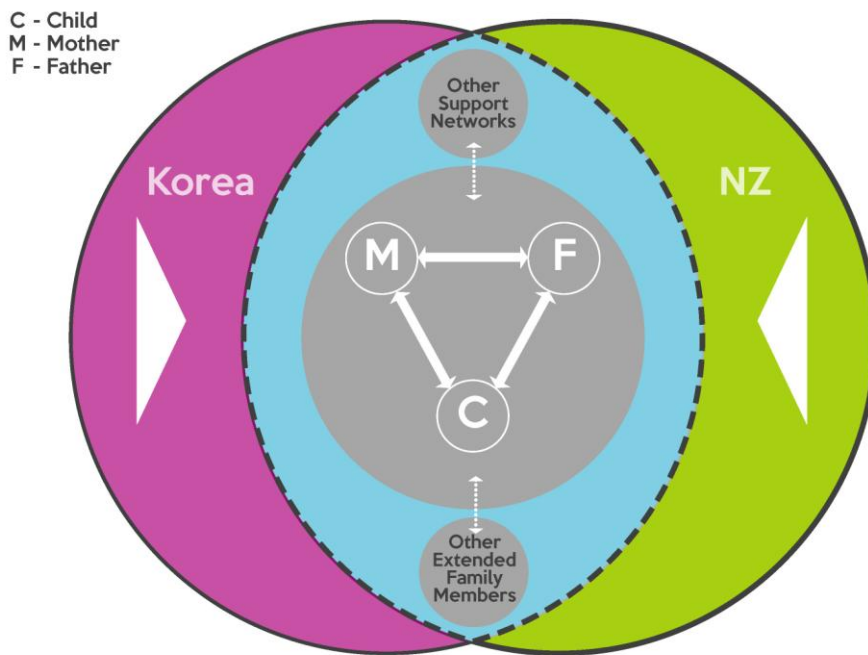 C - Child
M - Mother
F - Father
Other
Support
Networks
Korea
NZ
M
F
C
Other
Extended
Family
Members